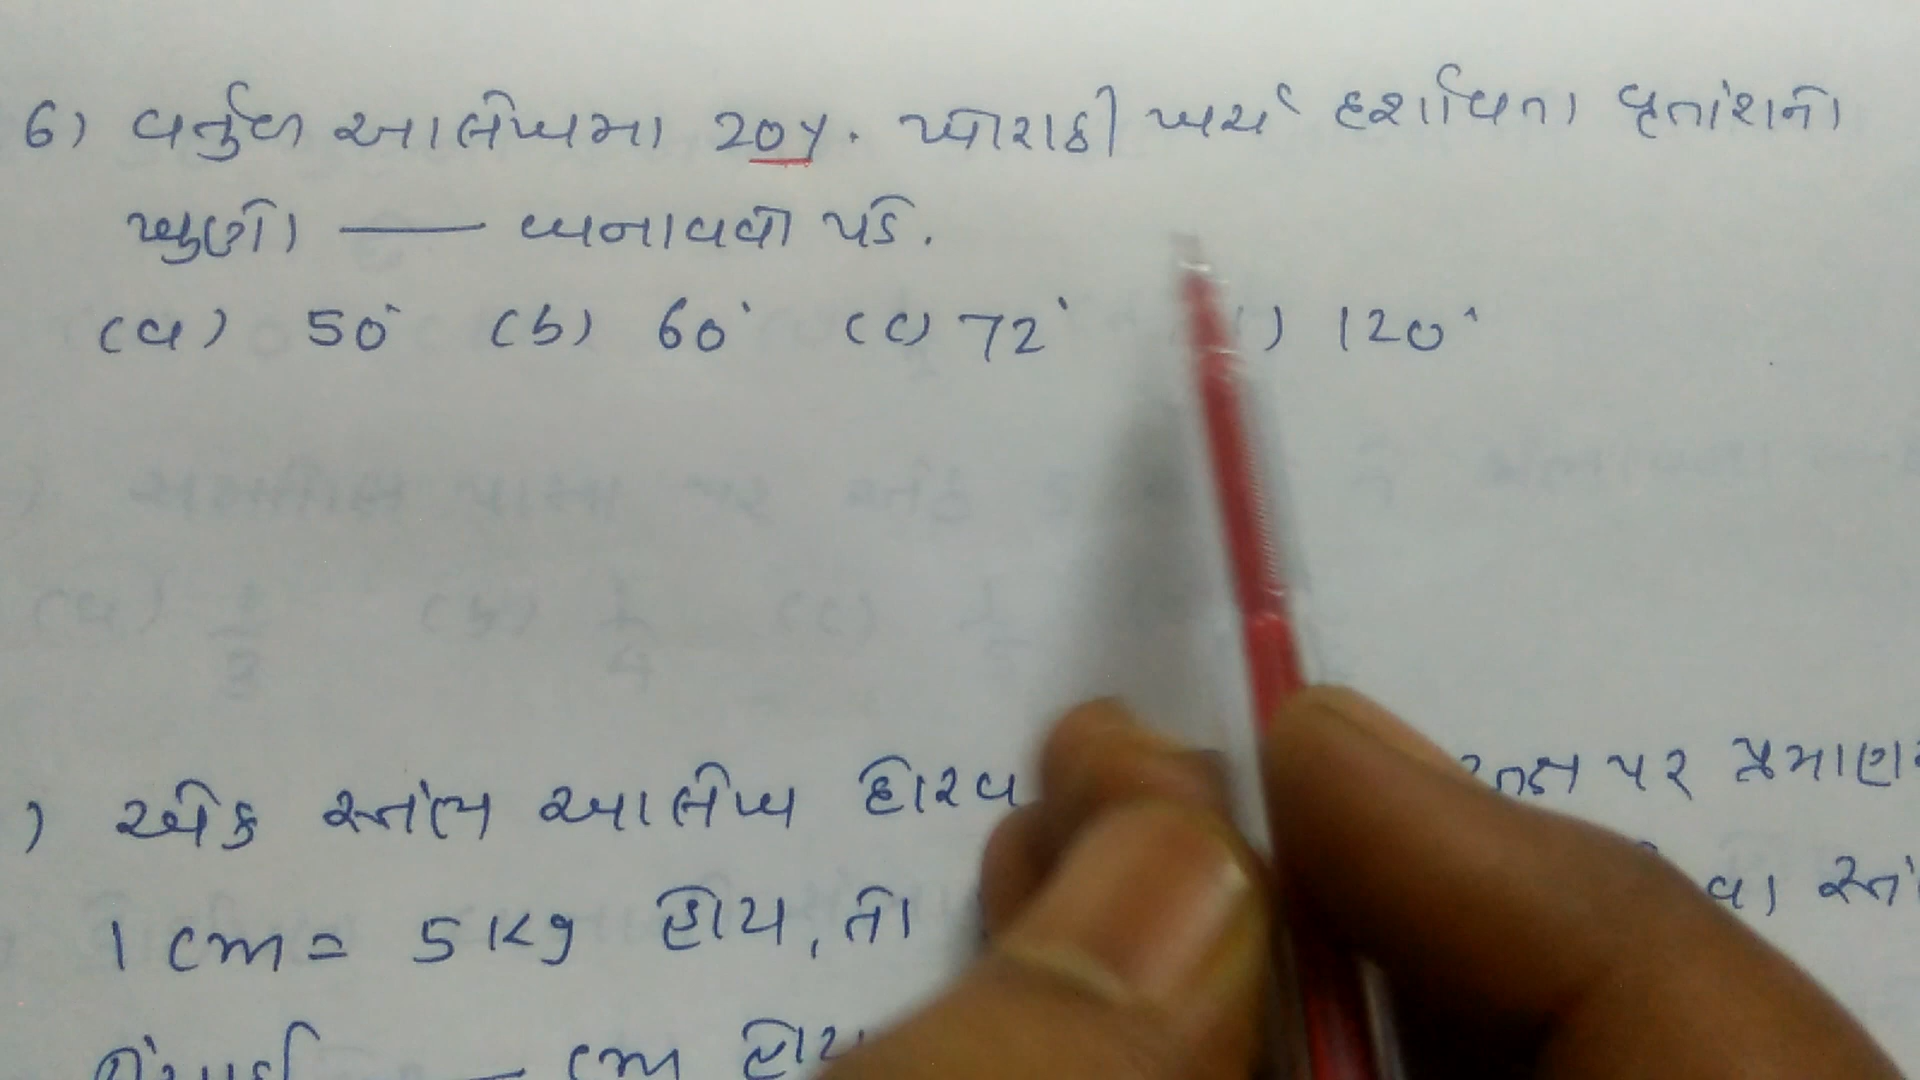 6) વર્તુળ આલેખમા 20%. ખોરાકી ખર્ચ દર્શાવતા વૃતાંશનો
ખુણો — બનાવવો પડે.
(a) 50° (b) 60° (c) 72° ) 120°
) એક સ્તંભ આલેખ દોરવા પર પ્રમાણ
1 cm = 5 kg હોય, તો
cm હોય